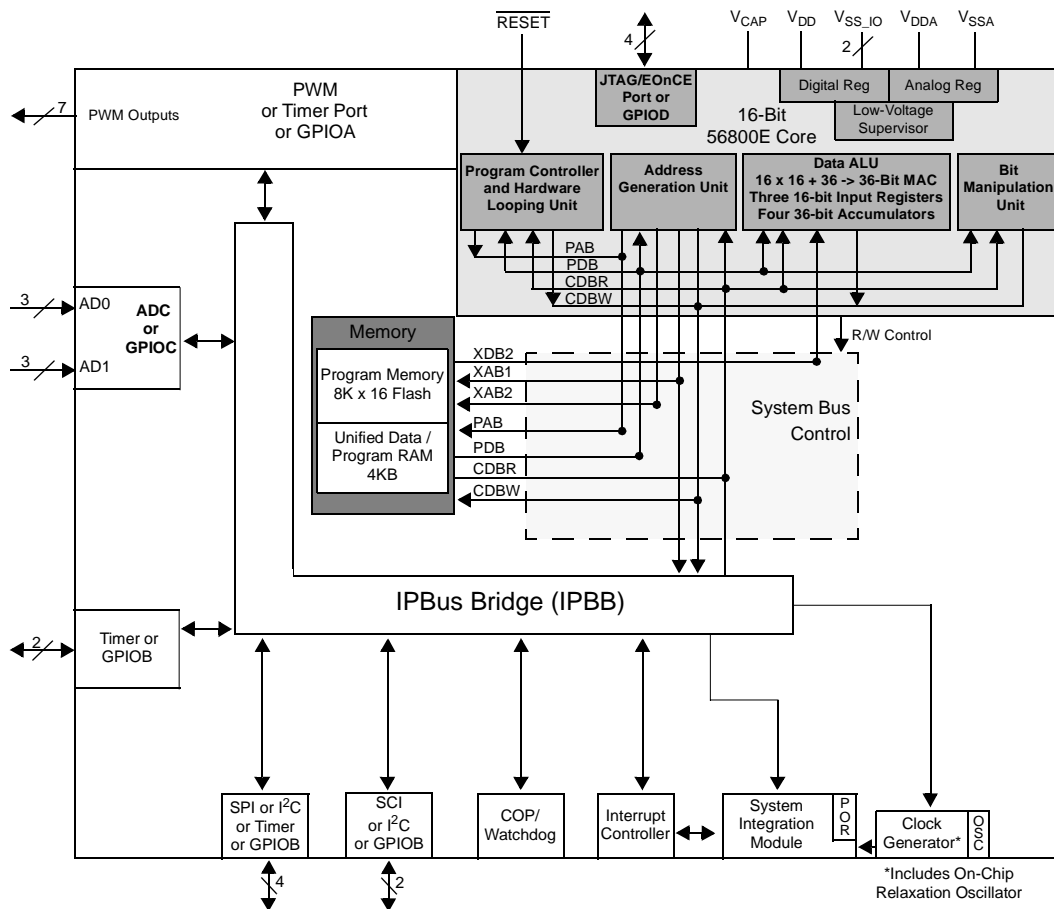 RESET
4
VCAP
VDD
VSS_IO
2
VDDA
VSSA
7
PWM Outputs
PWM
or Timer Port
or GPIOA
JTAG/EOnCE
Port or
GPIOD
Digital Reg
Analog Reg
Low-Voltage
Supervisor
16-Bit
56800E Core
Program Controller
and Hardware
Looping Unit
Address
Generation Unit
Data ALU
16 x 16 + 36 -> 36-Bit MAC
Three 16-bit Input Registers
Four 36-bit Accumulators
Bit
Manipulation
Unit
PAB
PDB
CDBR
CDBW
3
AD0
3
AD1
ADC
or
GPIOC
Memory
Program Memory
8K x 16 Flash
Unified Data /
Program RAM
4KB
XDB2
XAB1
XAB2
PAB
PDB
CDBR
CDBW
R/W Control
System Bus
Control
IPBus Bridge (IPBB)
2
Timer or
GPIOB
SPI or I2C
or Timer
or GPIOB
4
SCI
or I2C
or GPIOB
2
COP/
Watchdog
Interrupt
Controller
System
Integration
Module
POR
Clock
Generator*
OSC
*Includes On-Chip
Relaxation Oscillator